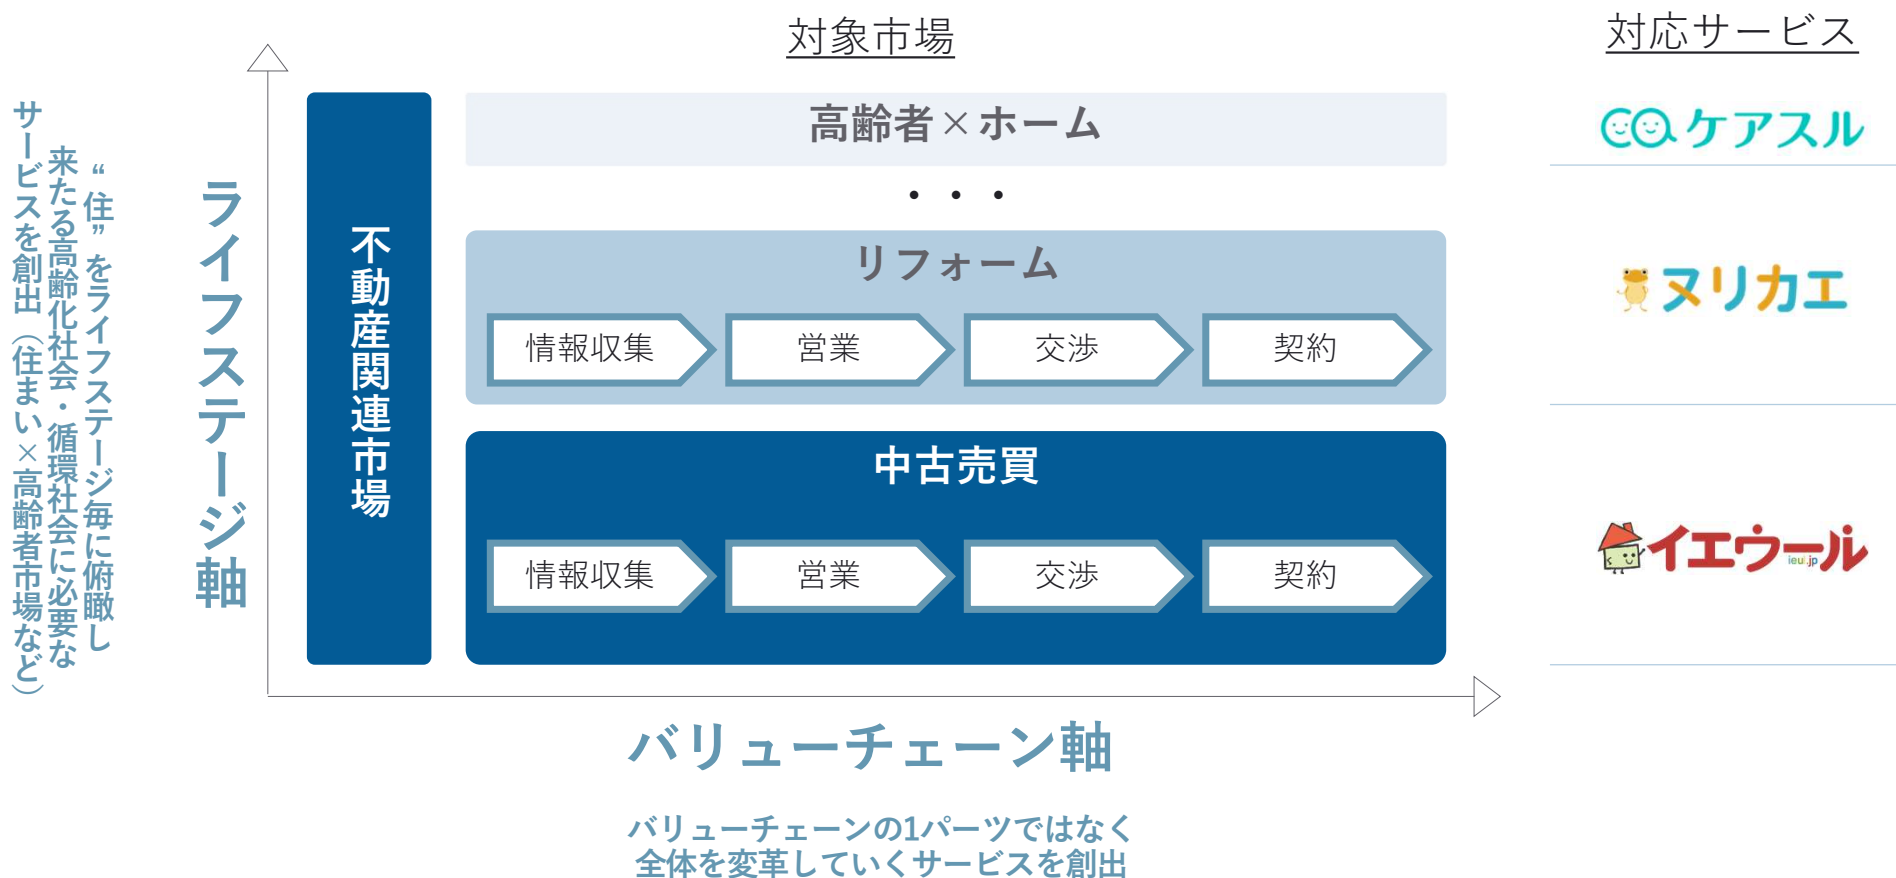 対象市場
対応サービス
“住”をライフステージ毎に俯瞰し
来たる高齢化社会・循環社会に必要な
サービスを創出（住まい×高齢者市場など）
ライフステージ軸
不動産関連市場
高齢者×ホーム
ケアスル
・・・
リフォーム
情報収集
営業
交渉
契約
ヌリカエ
中古売買
情報収集
営業
交渉
契約
イエウール
ieul.jp
バリューチェーン軸
バリューチェーンの1パーツではなく
全体を変革していくサービスを創出